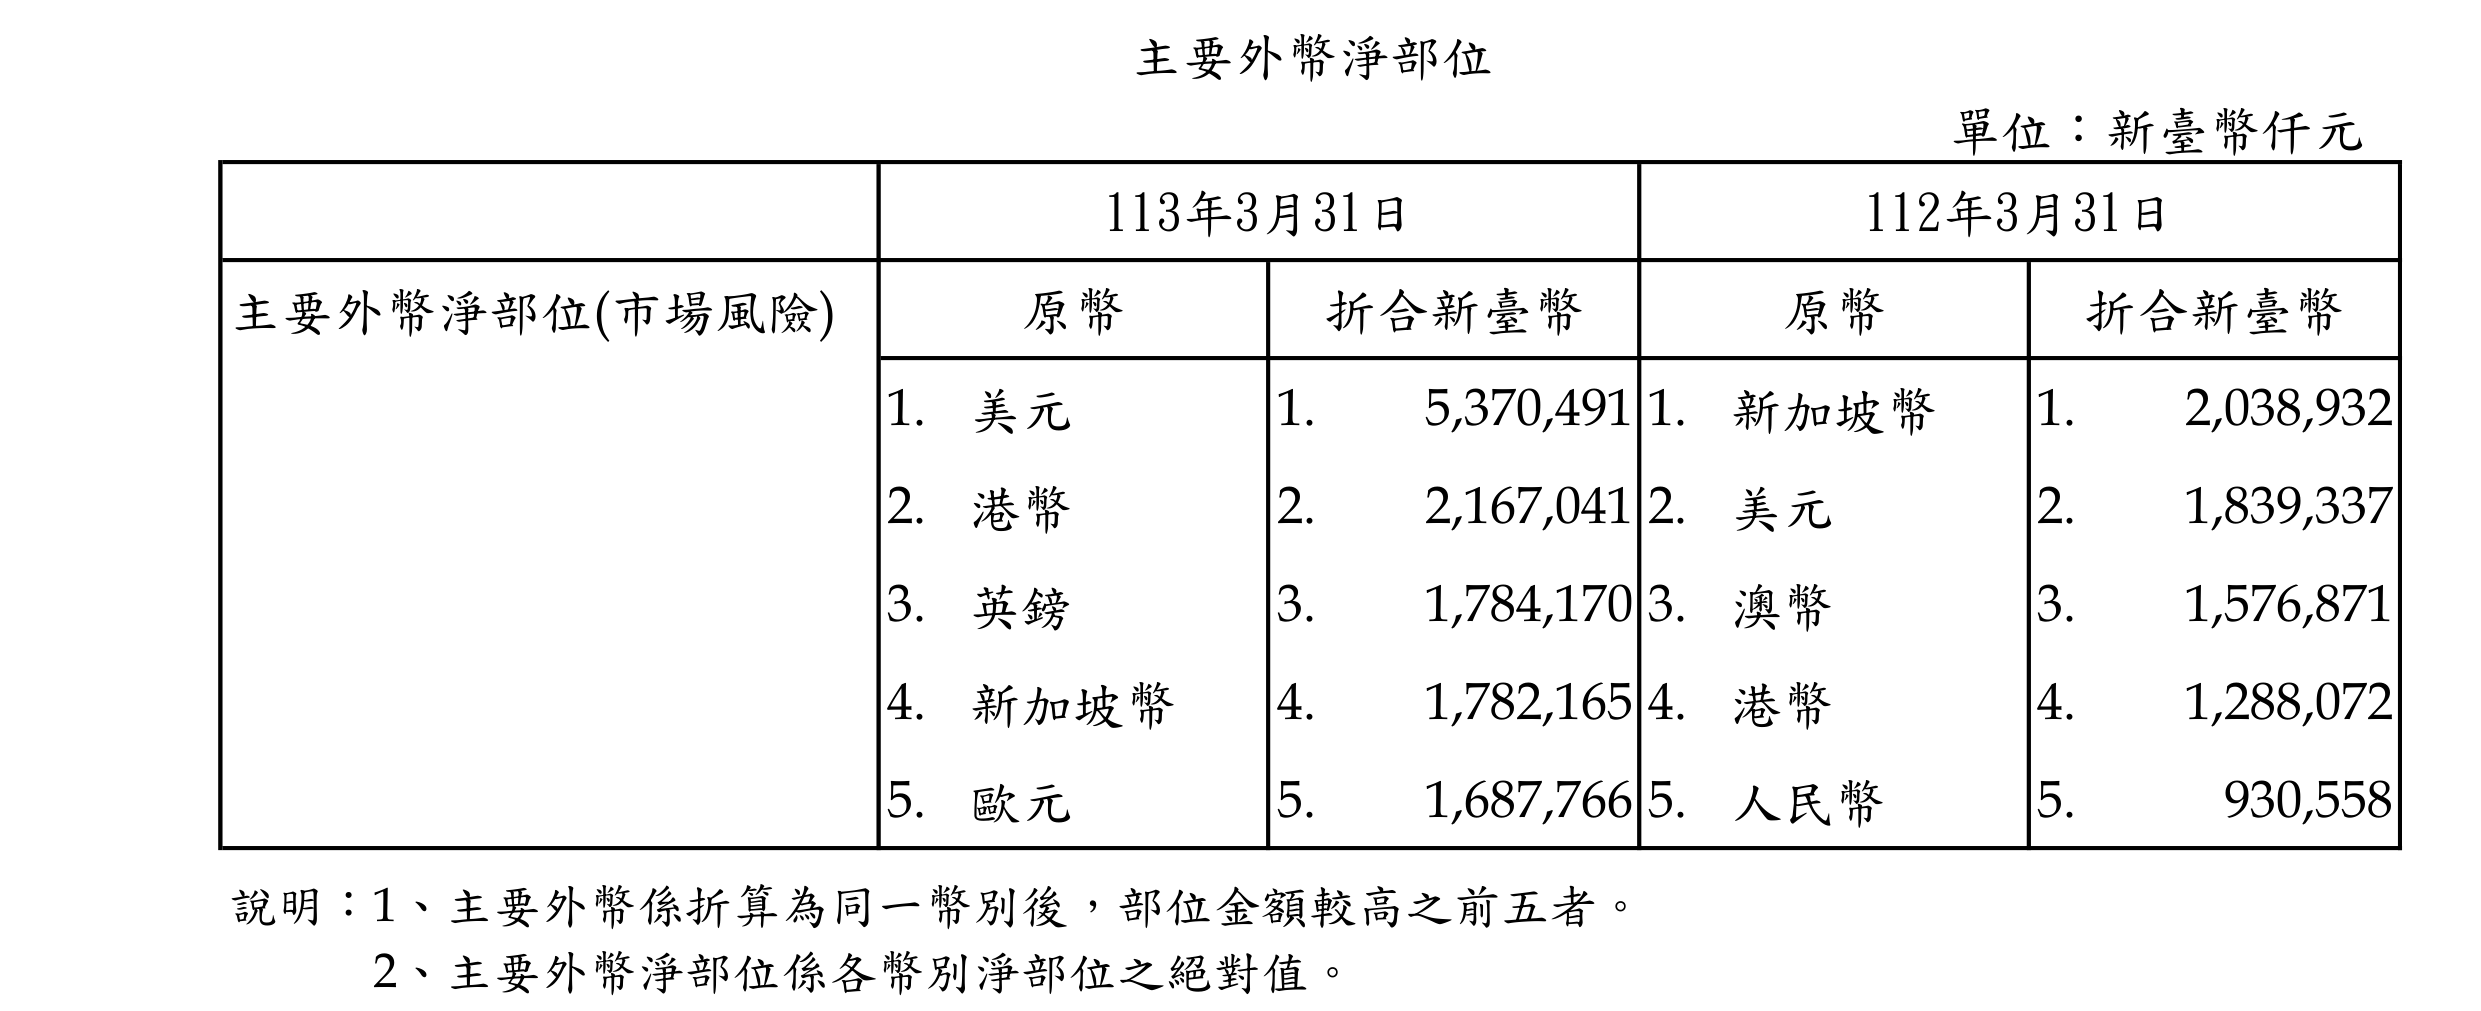 主要外幣淨部位
單位：新臺幣仟元
113年3月31日 112年3月31日
主要外幣淨部位(市場風險) 原幣 折合新臺幣 原幣 折合新臺幣
1. 美元 1. 5,370,491 1. 新加坡幣 1. 2,038,932
2. 港幣 2. 2,167,041 2. 美元 2. 1,839,337
3. 英鎊 3. 1,784,170 3. 澳幣 3. 1,576,871
4. 新加坡幣 4. 1,782,165 4. 港幣 4. 1,288,072
5. 歐元 5. 1,687,766 5. 人民幣 5. 930,558
說明：1、主要外幣係折算為同一幣別後，部位金額較高之前五者。
2、主要外幣淨部位係各幣別淨部位之絕對值。